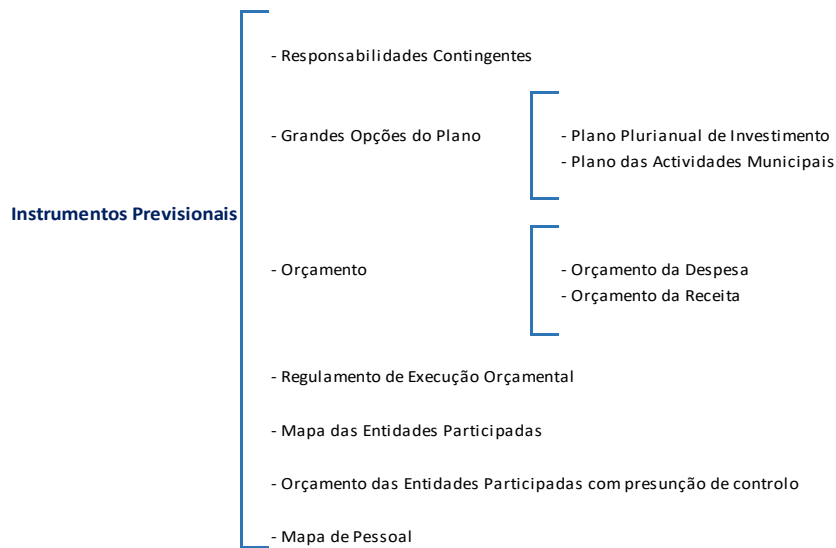 - Responsabilidades Contingentes
- Grandes Opções do Plano
- Plano Plurianual de Investimento
- Plano das Actividades Municipais
Instrumentos Previsionais
- Orçamento
- Orçamento da Despesa
- Orçamento da Receita
- Regulamento de Execução Orçamental
- Mapa das Entidades Participadas
- Orçamento das Entidades Participadas com presunção de controlo
- Mapa de Pessoal